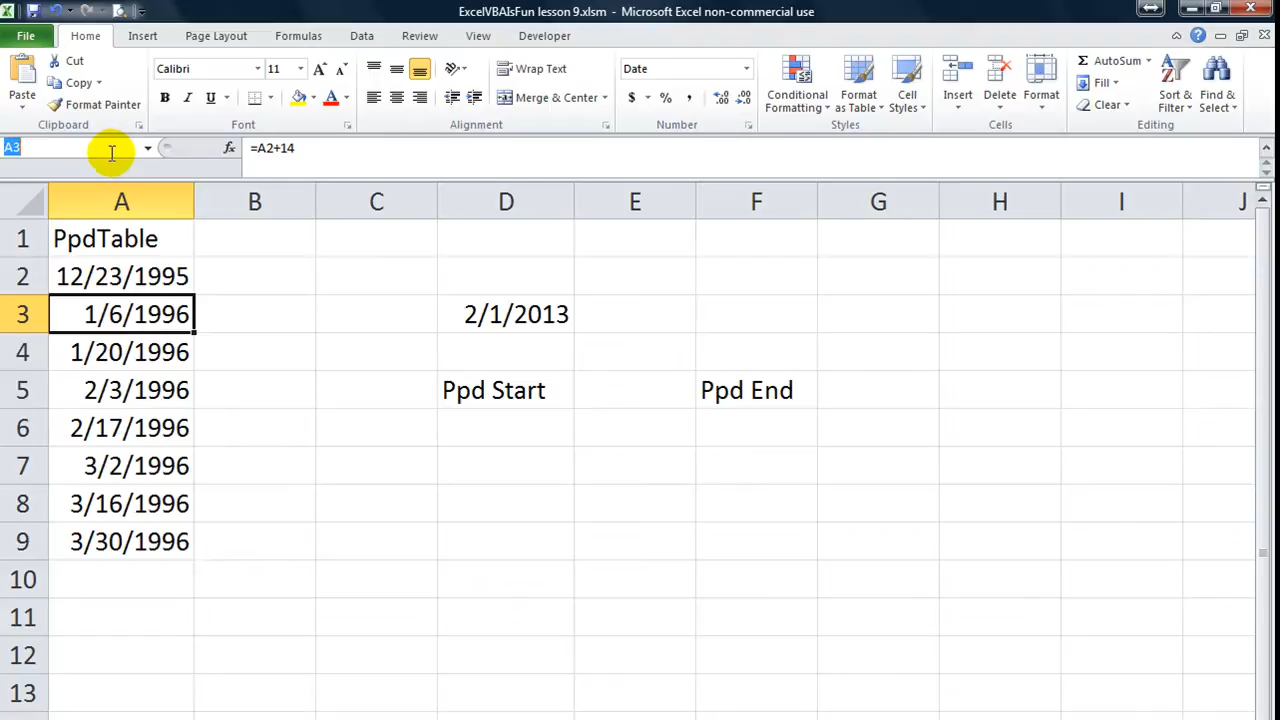 ExcelVBAIsFun lesson 9.xlsm - Microsoft Excel non-commercial use
File Home Insert Page Layout Formulas Data Review View Developer
Paste Cut Copy Format Painter Clipboard
Calibri 11 B I U A A A Font
Wrap Text Merge & Center Alignment
Date $ % , .0 .00 .00 .0 Number
Conditional Formatting Format as Table Cell Styles Styles
Insert Delete Format Cells
Σ AutoSum Fill Clear Sort & Filter Find & Select Editing
A3 fx =A2+14
A B C D E F G H I J
1 PpdTable
2 12/23/1995
3 1/6/1996 2/1/2013
4 1/20/1996
5 2/3/1996 Ppd Start Ppd End
6 2/17/1996
7 3/2/1996
8 3/16/1996
9 3/30/1996
10
11
12
13